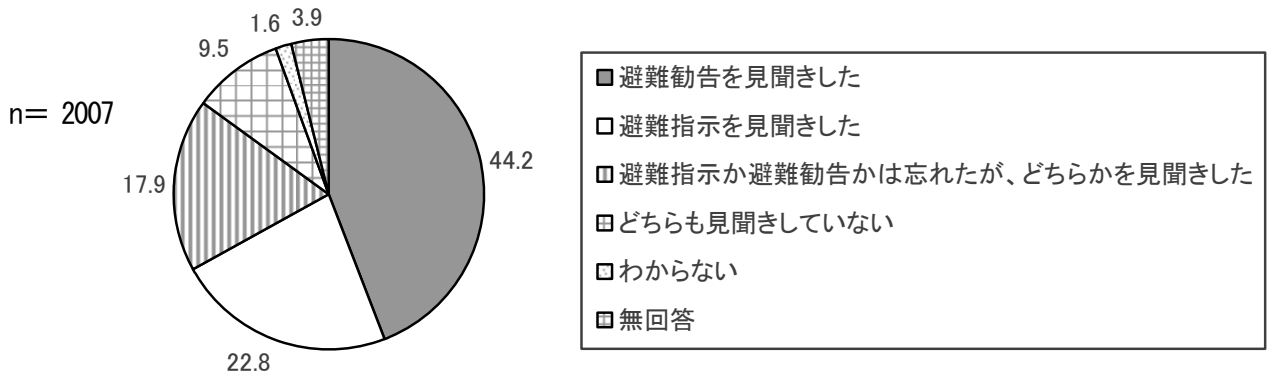 1.6 3.9
9.5
n＝ 2007
44.2
17.9
22.8
避難勧告を見聞きした
避難指示を見聞きした
避難指示か避難勧告かは忘れたが、どちらかを見聞きした
どちらも見聞きしていない
わからない
無回答